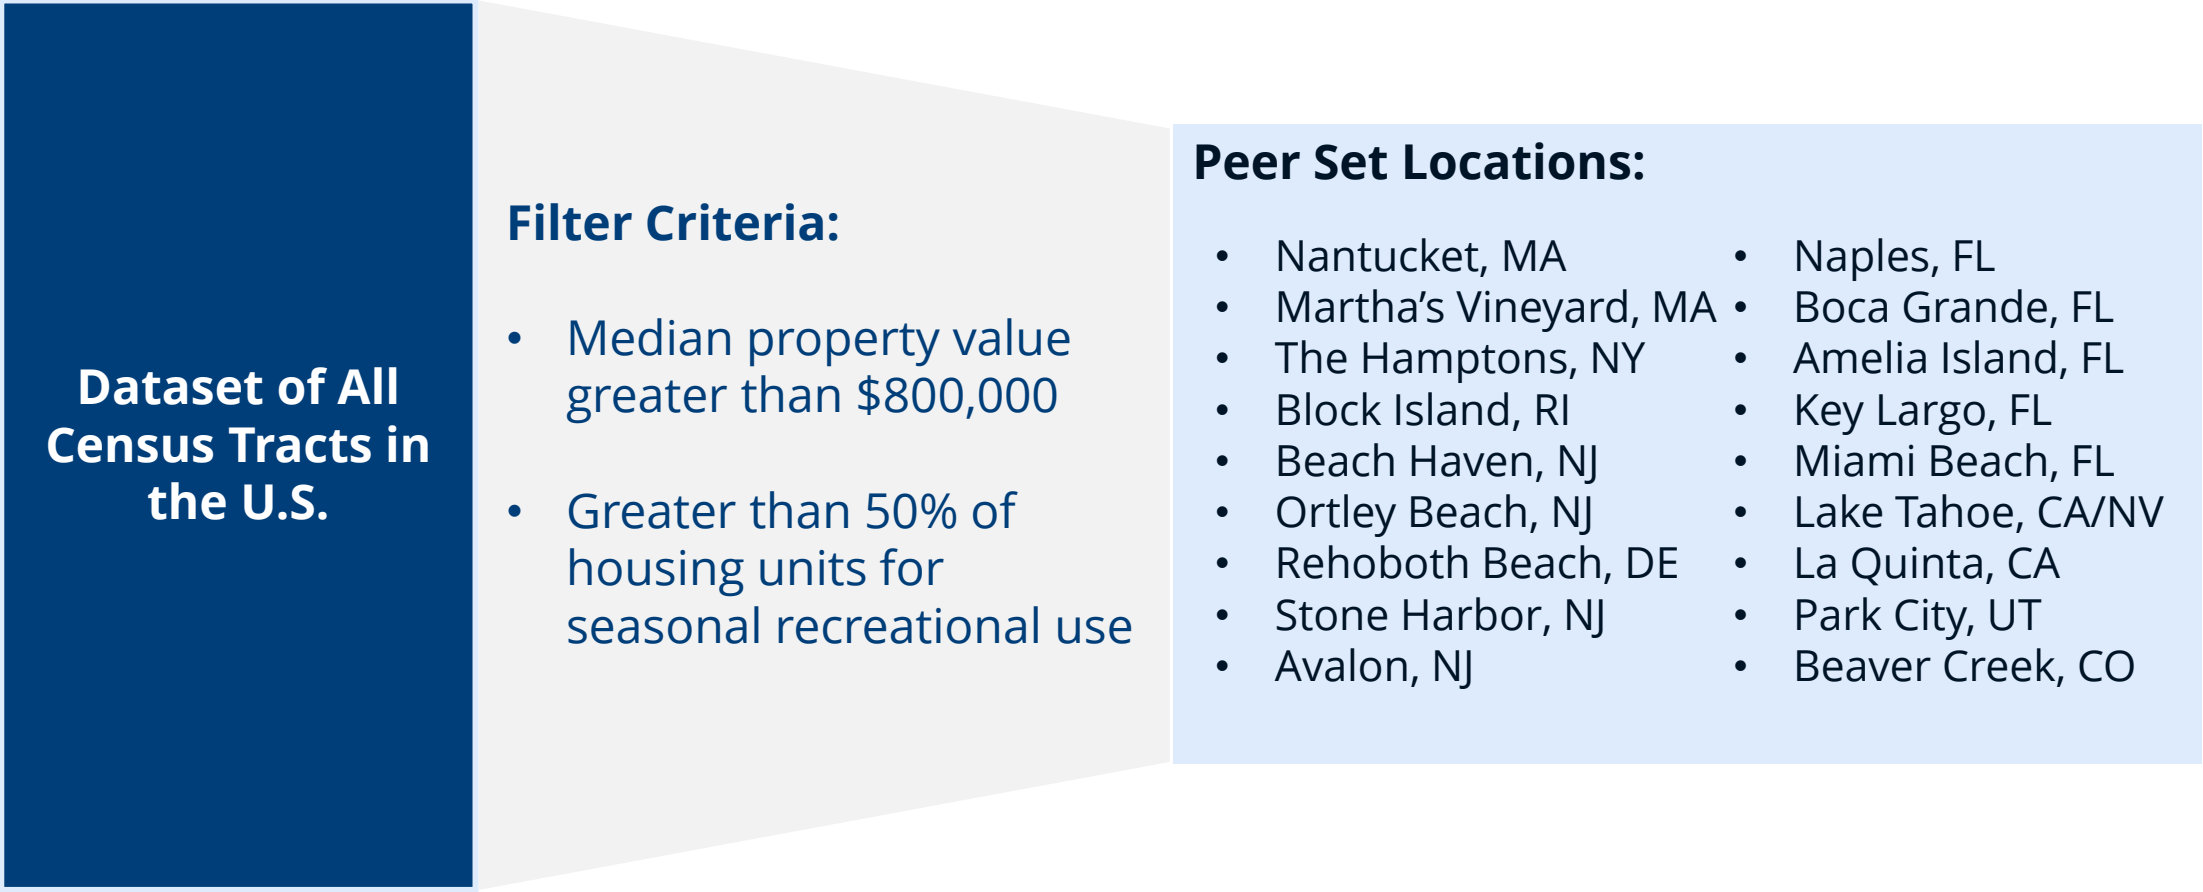 Dataset of All
Census Tracts in
the U.S.
Filter Criteria:
• Median property value
greater than $800,000
• Greater than 50% of
housing units for
seasonal recreational use
Peer Set Locations:
• Nantucket, MA
• Martha’s Vineyard, MA
• The Hamptons, NY
• Block Island, RI
• Beach Haven, NJ
• Ortley Beach, NJ
• Rehoboth Beach, DE
• Stone Harbor, NJ
• Avalon, NJ
• Naples, FL
• Boca Grande, FL
• Amelia Island, FL
• Key Largo, FL
• Miami Beach, FL
• Lake Tahoe, CA/NV
• La Quinta, CA
• Park City, UT
• Beaver Creek, CO